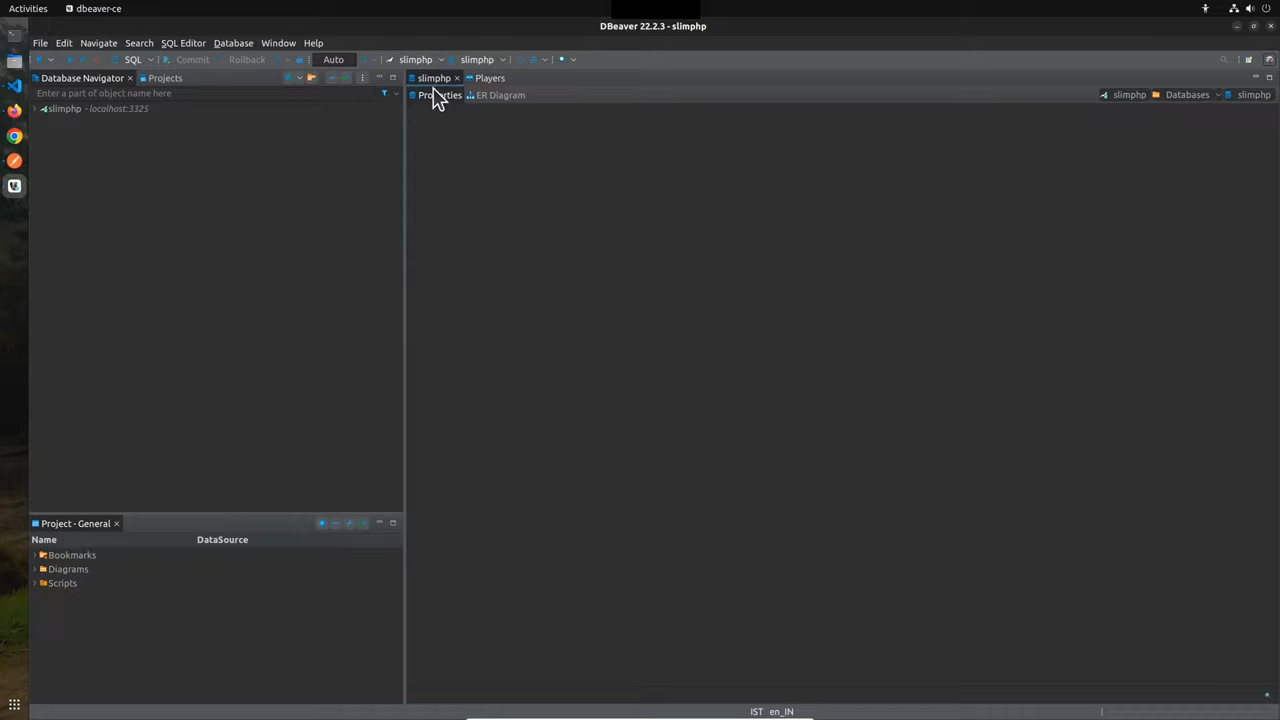 Activities dbeaver-ce
DBeaver 22.2.3 - slimphp
File Edit Navigate Search SQL Editor Database Window Help
SQL Commit Rollback Auto slimphp slimphp
Database Navigator Projects
slimphp Players
Enter a part of object name here
Properties ER Diagram slimphp Databases slimphp
slimphp - localhost:3325
Project - General
Name DataSource
Bookmarks
Diagrams
Scripts
IST en_IN